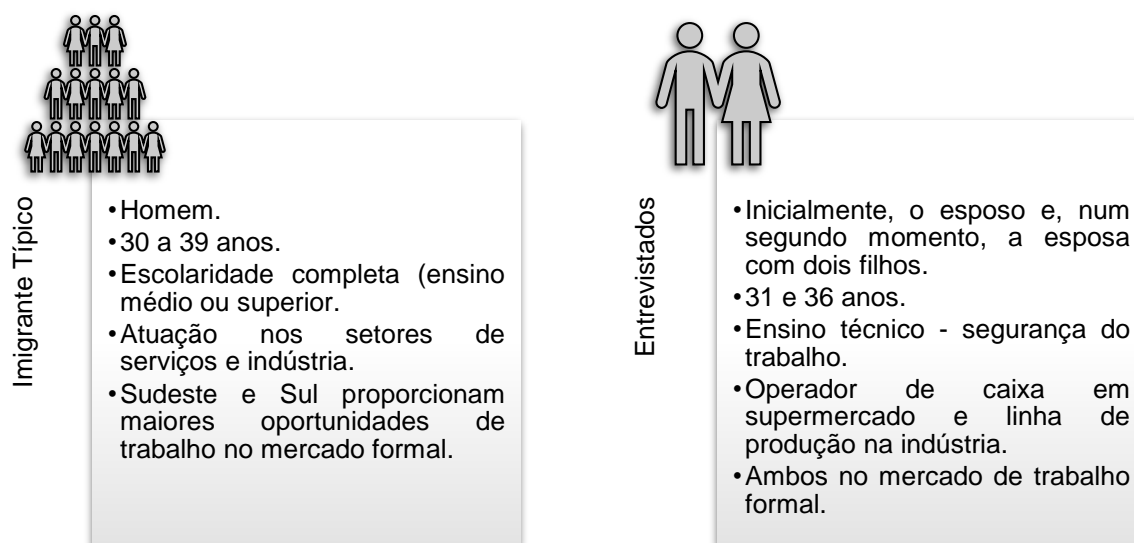 Imigrante Típico
•Homem.
•30 a 39 anos.
•Escolaridade completa (ensino
médio ou superior.
•Atuação nos setores de
serviços e indústria.
•Sudeste e Sul proporcionam
maiores oportunidades de
trabalho no mercado formal.
Entrevistados
•Inicialmente, o esposo e, num
segundo momento, a esposa
com dois filhos.
•31 e 36 anos.
•Ensino técnico - segurança do
trabalho.
•Operador de caixa em
supermercado e linha de
produção na indústria.
•Ambos no mercado de trabalho
formal.